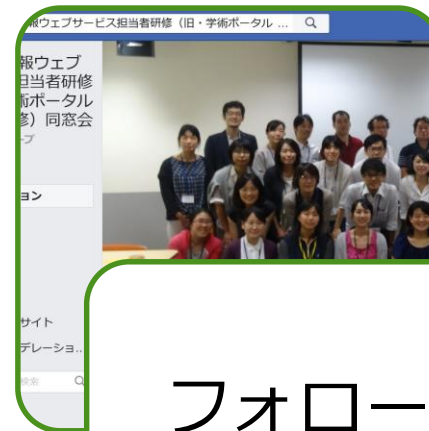 報ウェブサービス担当者研修（旧・学術ポータル ...
報ウェブ
担当者研修
術ポータル
修）同窓会
ープ
ョン
サイト
デレーショ...
検索
フォロー